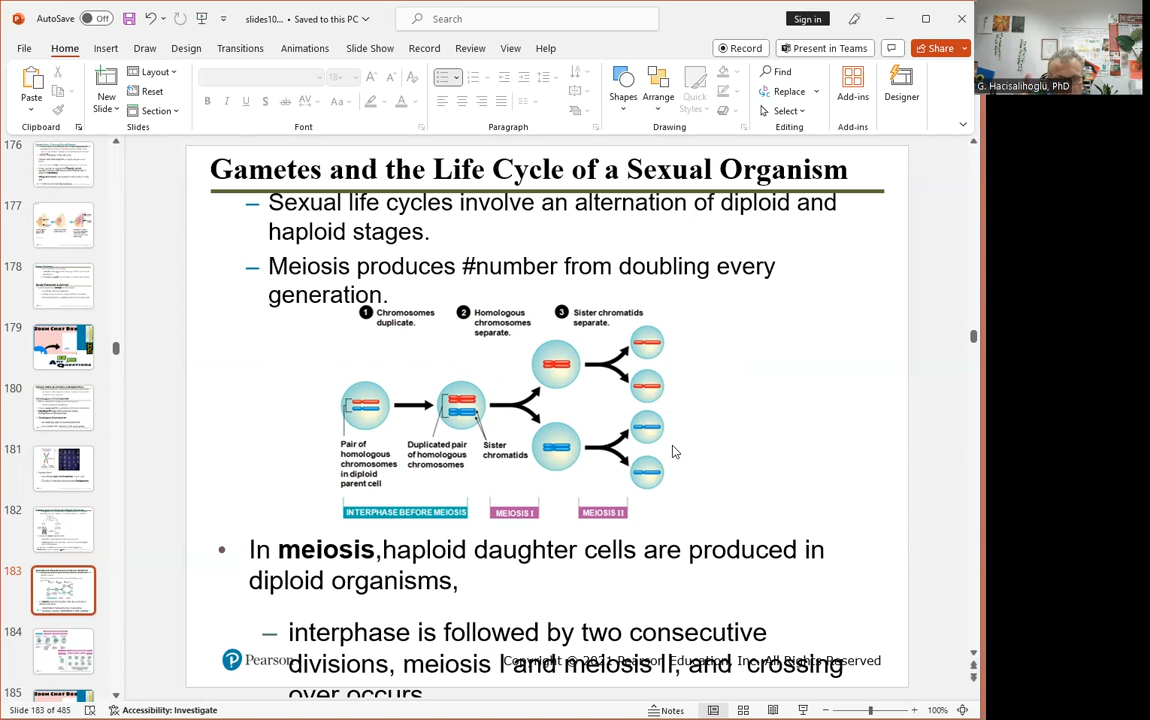 AutoSave Off slides10... • Saved to this PC Search Sign in
File Home Insert Draw Design Transitions Animations Slide Show Record Review View Help Record Present in Teams Share
Paste New Slide Layout Reset Section 18+ Shapes Arrange Quick Styles Find Replace Select Add-ins Designer
B I U S ab AV Aa A
Clipboard Slides Font Paragraph Drawing Editing Add-ins
G. Hacisalihoglu, PhD
176
177
178
179
180
181
182
183
184
185
Gametes and the Life Cycle of a Sexual Organism
– Sexual life cycles involve an alternation of diploid and
haploid stages.
– Meiosis produces #number from doubling every
generation.
1 Chromosomes
duplicate.
2 Homologous
chromosomes
separate.
3 Sister chromatids
separate.
Pair of
homologous
chromosomes
in diploid
parent cell
Duplicated pair
of homologous
chromosomes
Sister
chromatids
INTERPHASE BEFORE MEIOSIS MEIOSIS I MEIOSIS II
• In meiosis,haploid daughter cells are produced in
diploid organisms,
– interphase is followed by two consecutive
divisions, meiosis I and meiosis II, and crossing
over occurs
Pearson Copyright © 2021 Pearson Education, Inc. All Rights Reserved
Slide 183 of 485 Accessibility: Investigate Notes 100%